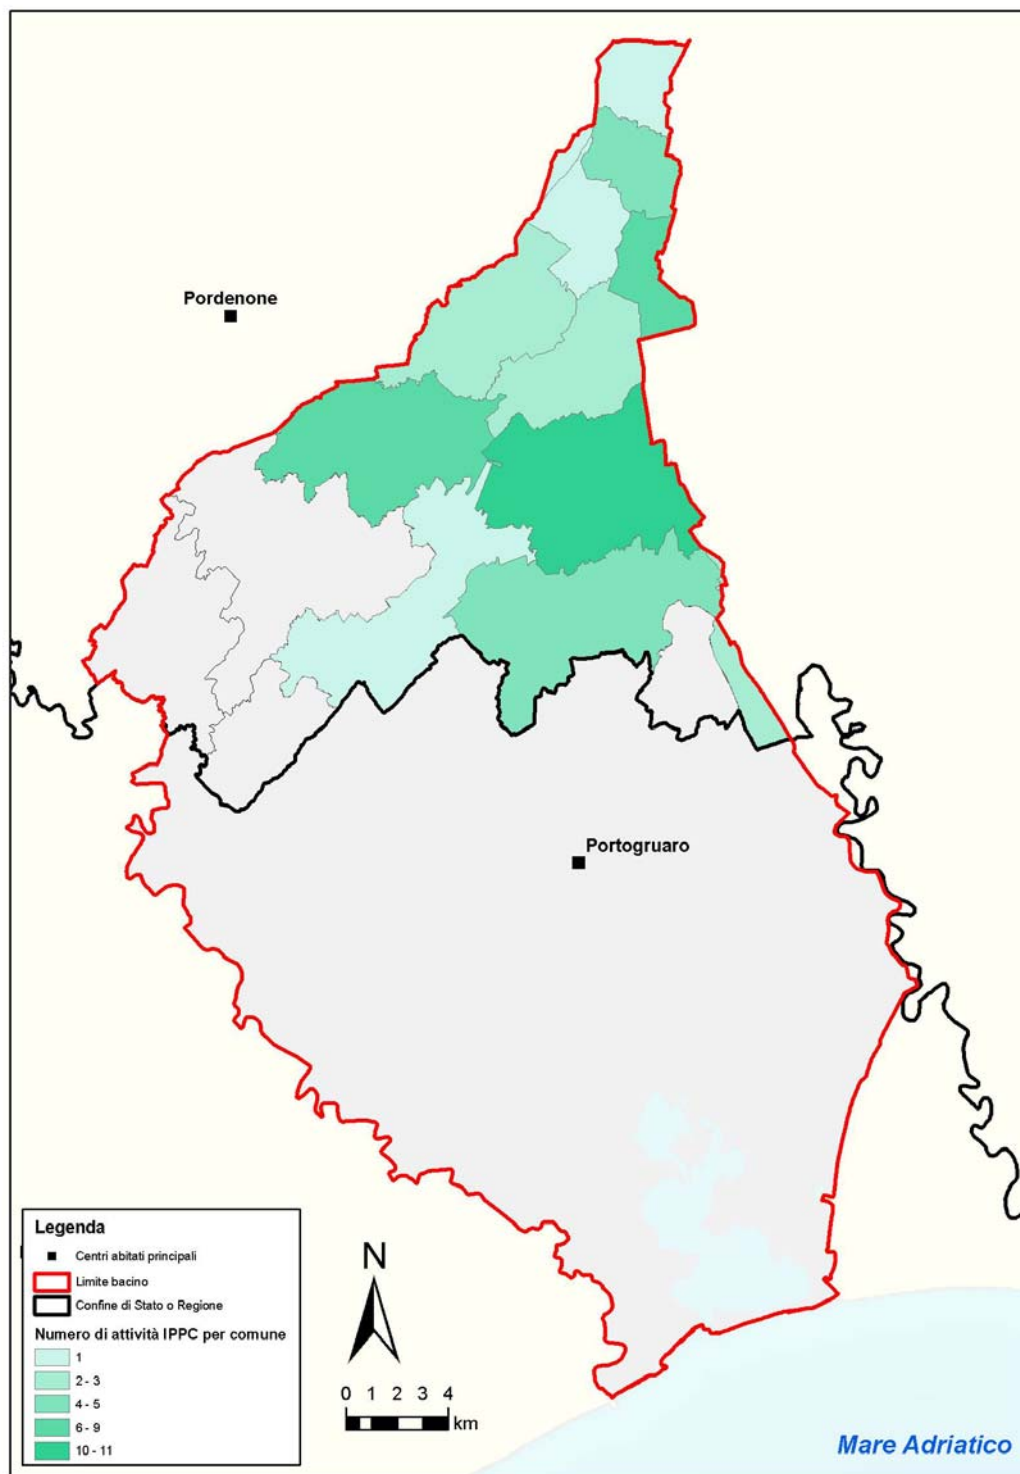 Pordenone
Portogruaro
Legenda
Centri abitati principali
Limite bacino
Confine di Stato o Regione
Numero di attività IPPC per comune
1
2 - 3
4 - 5
6 - 9
10 - 11
N
0 1 2 3 4
km
Mare Adriatico